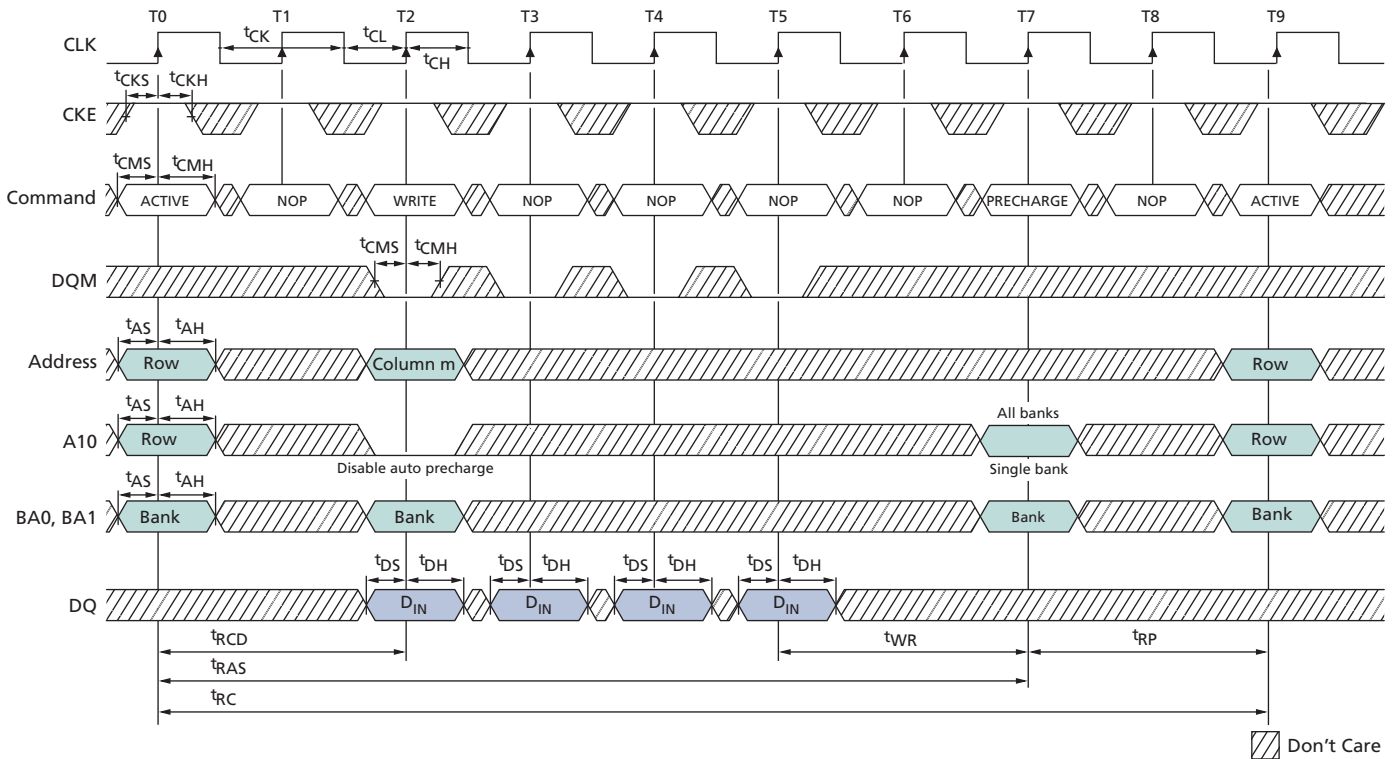 T0 T1 T2 T3 T4 T5 T6 T7 T8 T9
CLK tCK tCL tCH
tCKS tCKH
CKE
tCMS tCMH
Command ACTIVE NOP WRITE NOP NOP NOP NOP PRECHARGE NOP ACTIVE
tCMS tCMH
DQM
tAS tAH
Address Row Column m Row
tAS tAH All banks
A10 Row Row
Disable auto precharge Single bank
tAS tAH
BA0, BA1 Bank Bank Bank Bank
tDS tDH tDS tDH tDS tDH tDS tDH
DQ DIN DIN DIN DIN
tRCD tWR tRP
tRAS
tRC
Don't Care